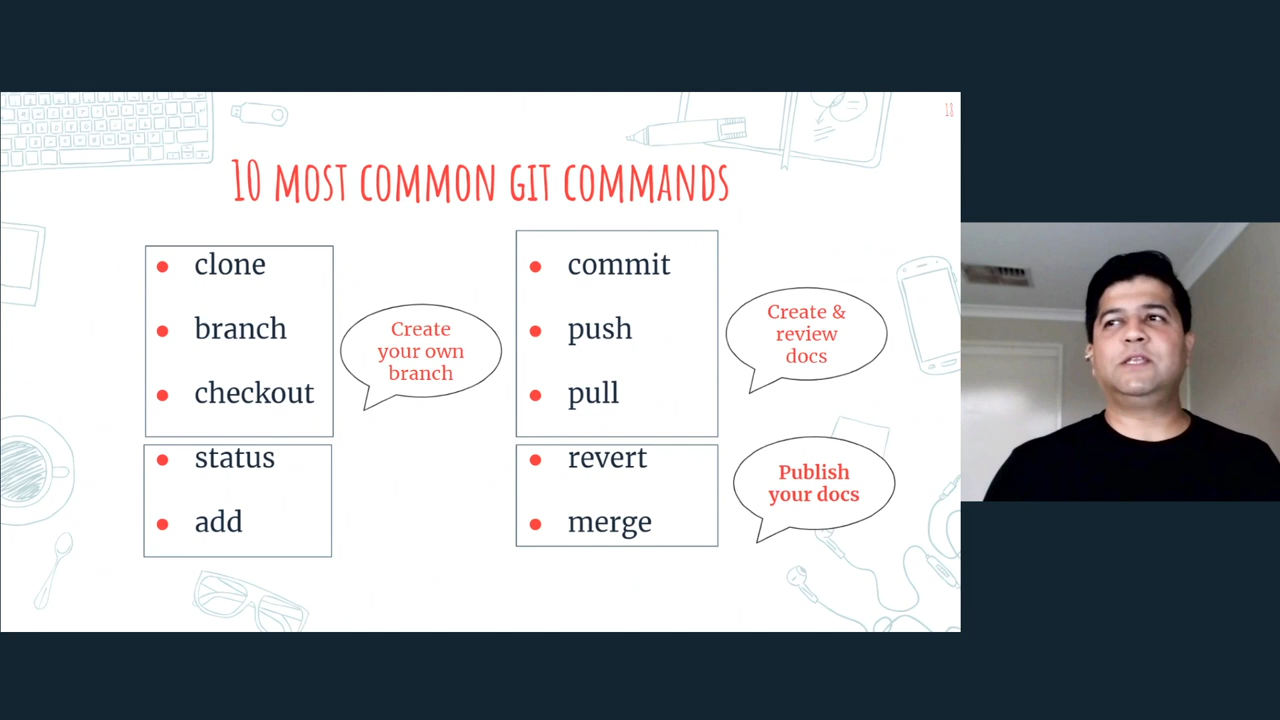 18
10 MOST COMMON GIT COMMANDS
clone
branch
checkout
status
add
Create
your own
branch
commit
push
pull
revert
merge
Create &
review
docs
Publish
your docs